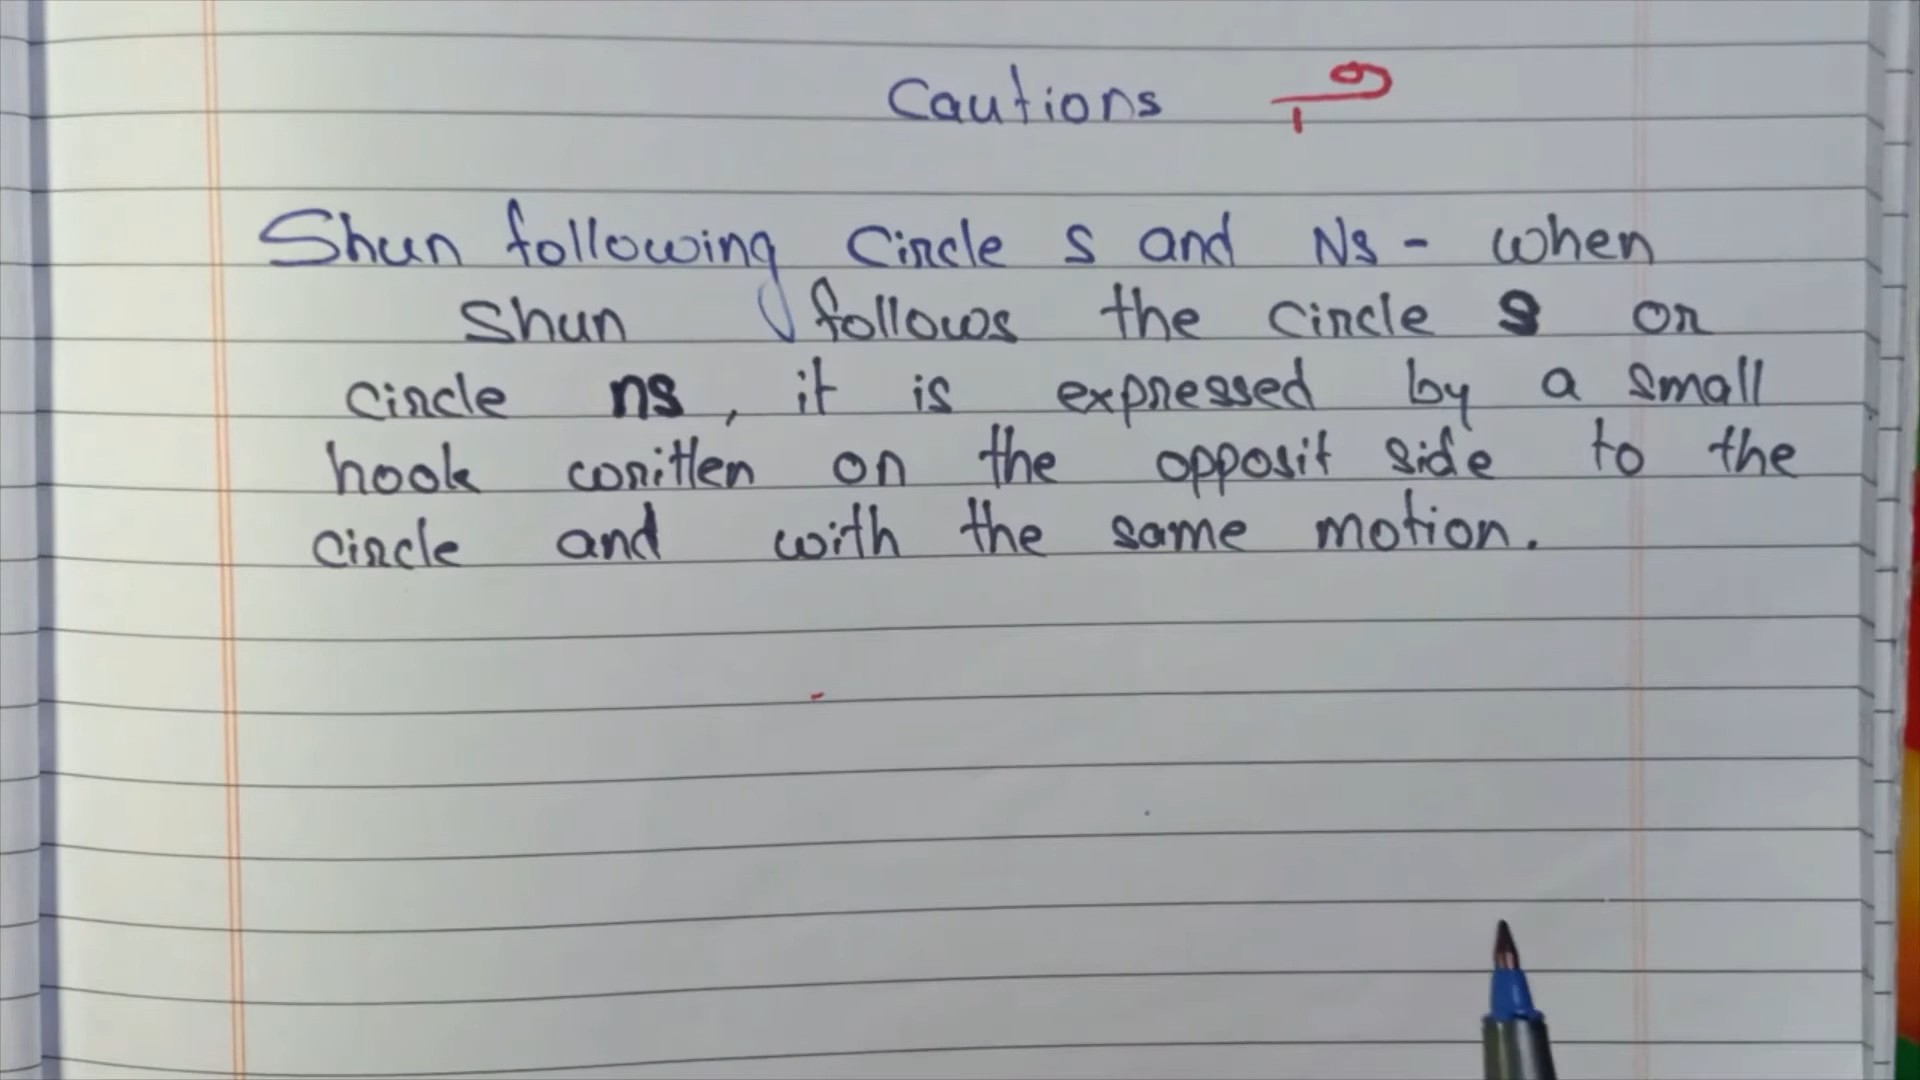 Cautions
Shun following Circle s and Ns - when
Shun follows the circle s or
circle ns, it is expressed by a small
hook written on the opposit side to the
circle and with the same motion.